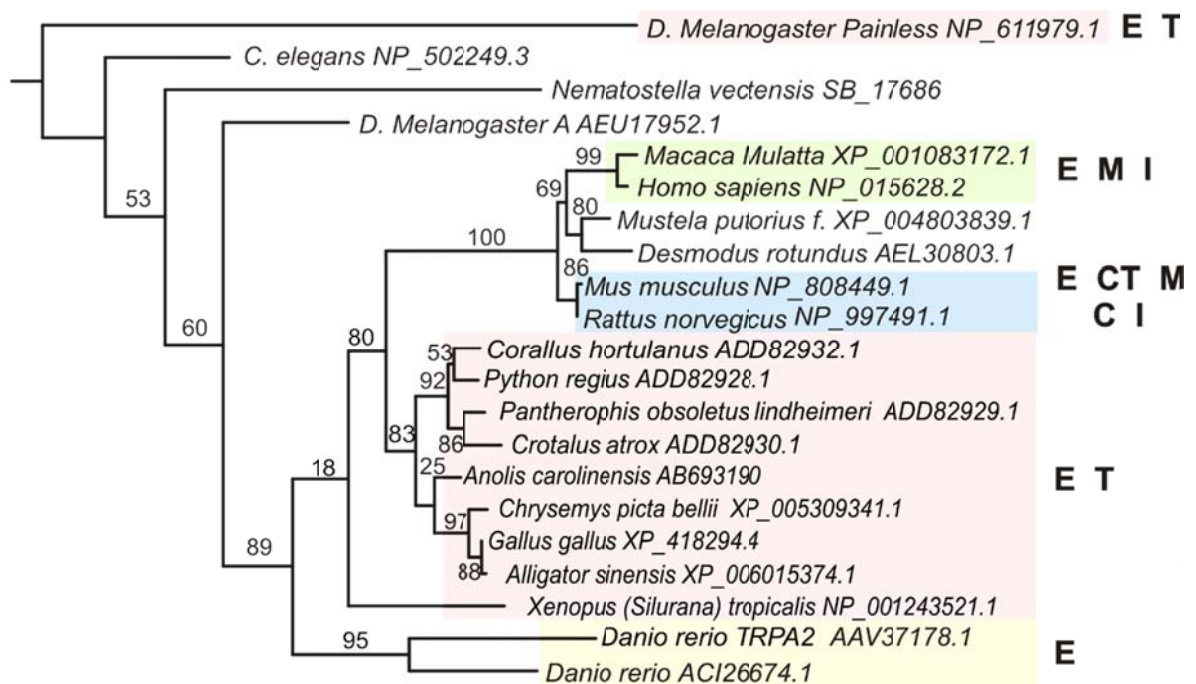 D. Melanogaster Painless NP_611979.1 E T
C. elegans NP_502249.3
Nematostella vectensis SB_17686
D. Melanogaster A AEU17952.1
99 Macaca Mulatta XP_001083172.1
E M I
Homo sapiens NP_015628.2
69
53
80 Mustela putorius f. XP_004803839.1
100
Desmodus rotundus AEL30803.1
86
Mus musculus NP_808449.1 E CT M
Rattus norvegicus NP_997491.1 C I
60
80
53 Corallus hortulanus ADD82932.1
Python regius ADD82928.1
92
Pantherophis obsoletus lindheimeri ADD82929.1
83
86 Crotalus atrox ADD82930.1
18
25 Anolis carolinensis AB693190
E T
Chrysemys picta bellii XP_005309341.1
97
Gallus gallus XP_418294.4
89
88 Alligator sinensis XP_006015374.1
Xenopus (Silurana) tropicalis NP_001243521.1
Danio rerio TRPA2 AAV37178.1
95
E
Danio rerio ACI26674.1